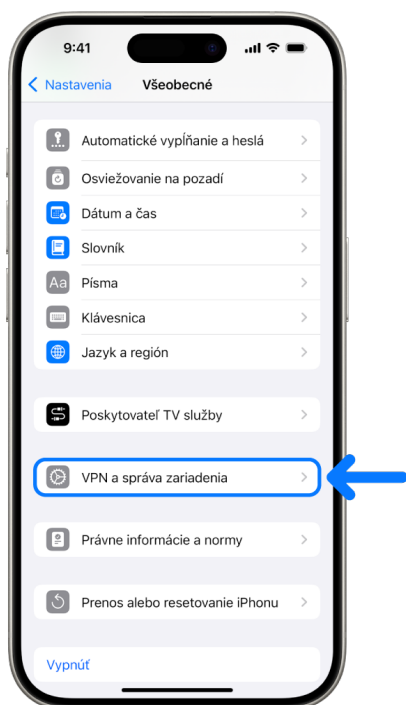 9:41
Nastavenia
Všeobecné
Automatické vypĺňanie a heslá
Osviežovanie na pozadí
Dátum a čas
Slovník
Aa
Písma
Klávesnica
Jazyk a región
Poskytovateľ TV služby
VPN a správa zariadenia
Právne informácie a normy
Prenos alebo resetovanie iPhonu
Vypnúť